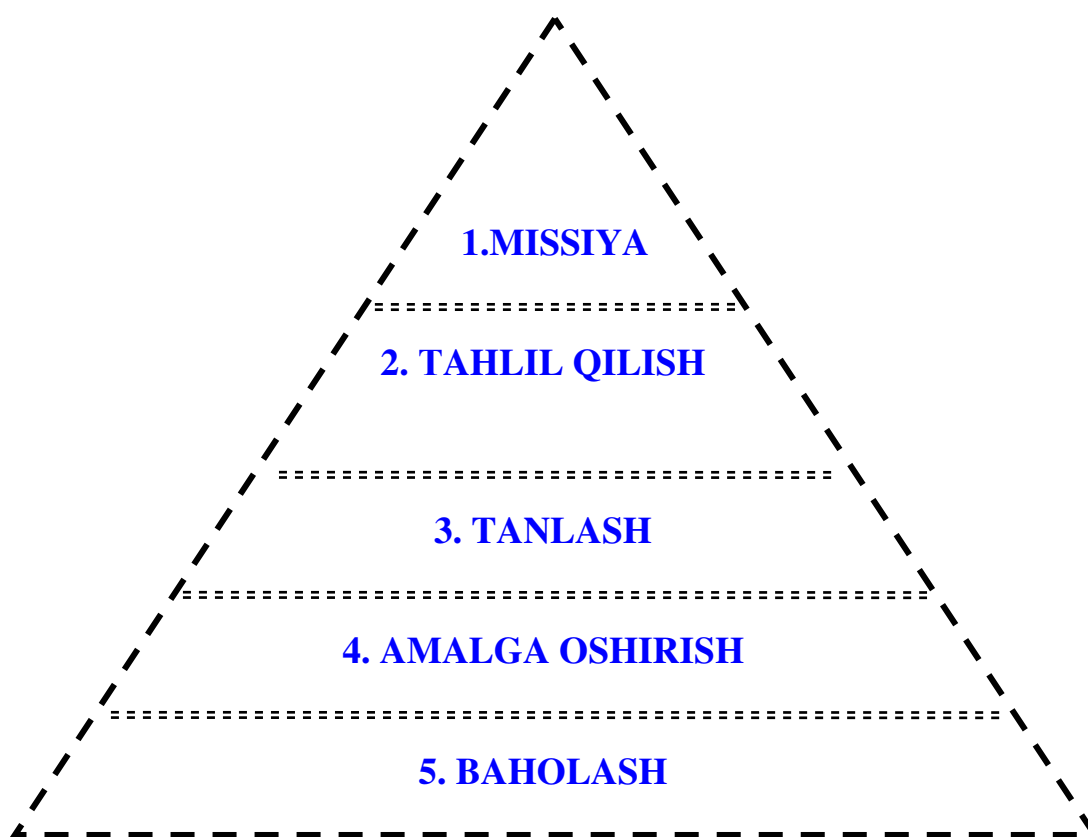 1.MISSIYA
2. TAHLIL QILISH
3. TANLASH
4. AMALGA OSHIRISH
5. BAHOLASH